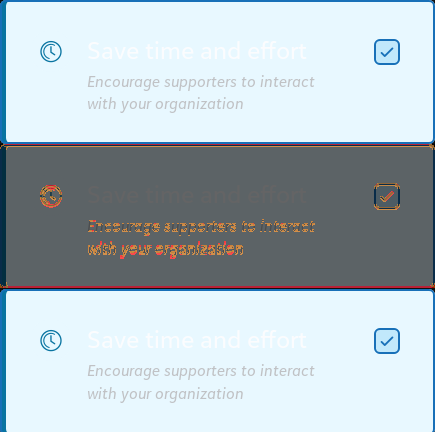 Save time and effort
Encourage supporters to interact
with your organization
Save time and effort
Encourage supporters to interact
with your organization
Save time and effort
Encourage supporters to interact
with your organization